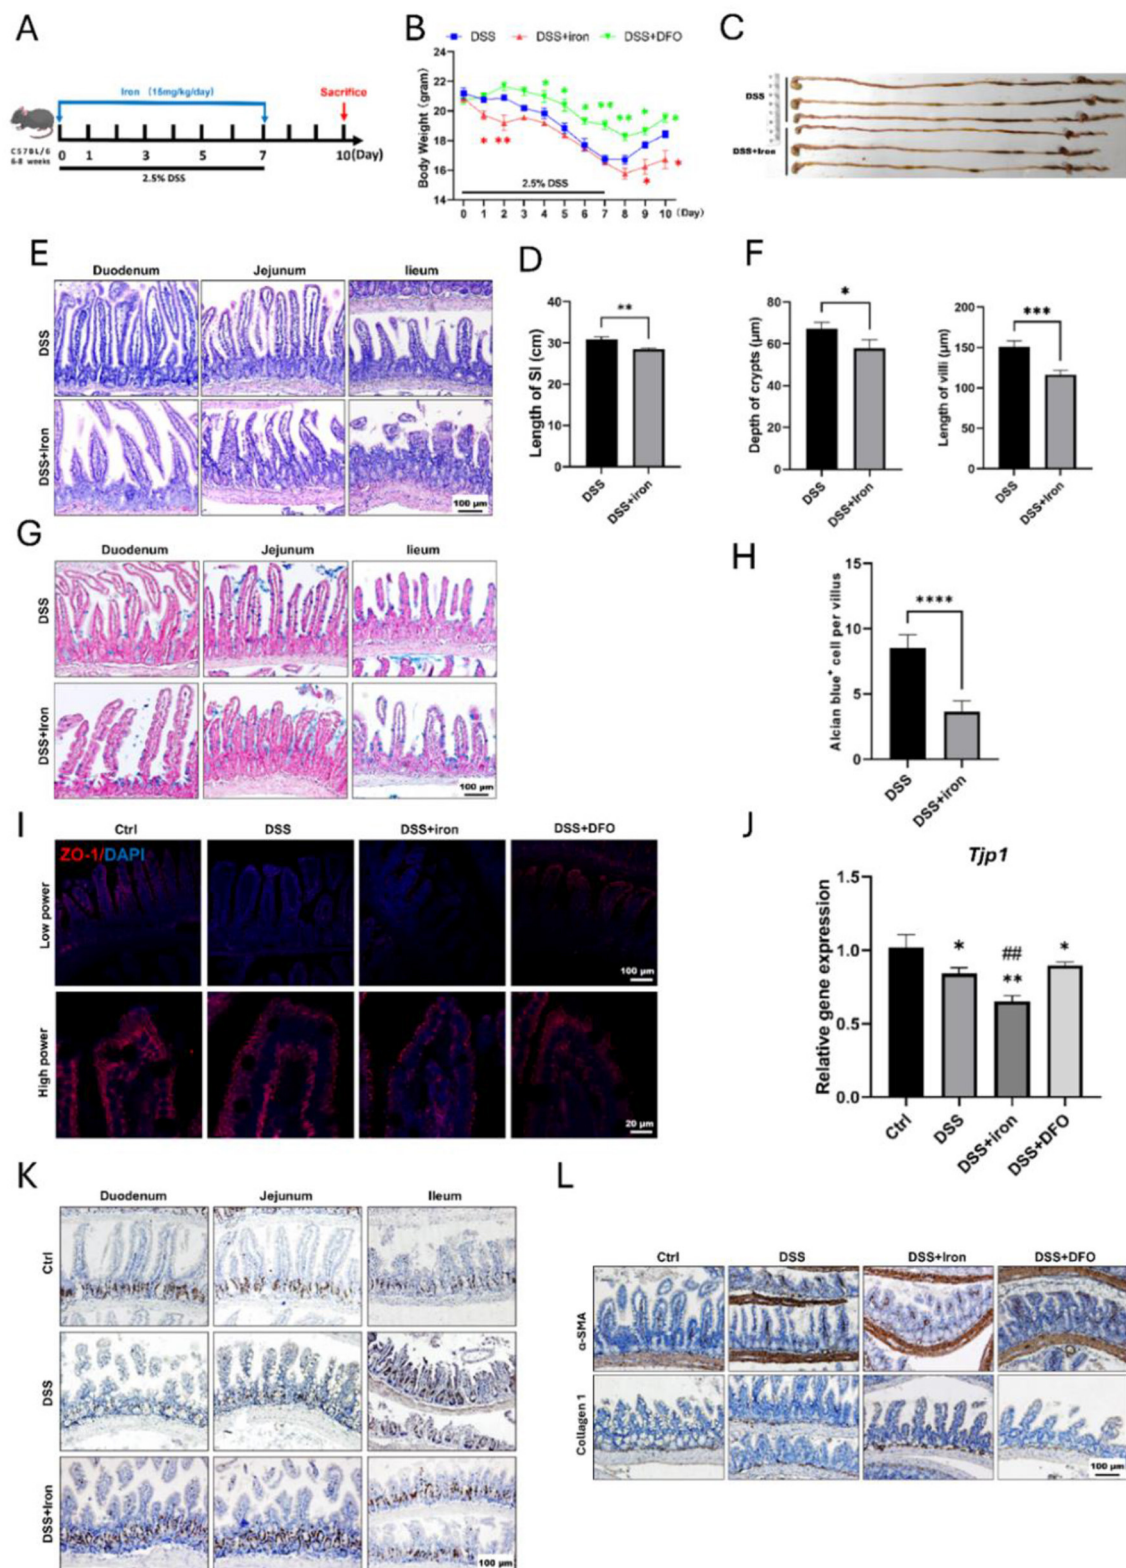 A
Iron (15mg/kg/day)
Sacrifice
C57BL/6
6-8 weeks
0 1 3 5 7 10(Day)
2.5% DSS
B
DSS DSS+iron DSS+DFO
Body Weight (gram)
24
22
20
18
16
14
* ** * * * ** ** * *
* *
2.5% DSS
0 1 2 3 4 5 6 7 8 9 10 (Day)
C
DSS
DSS+Iron
E
Duodenum Jejunum lieum
DSS
DSS+Iron
100 μm
D
Length of SI (cm)
40
30
20
10
0
**
DSS DSS+iron
F
Depth of crypts (μm)
80
60
40
20
0
*
DSS DSS+Iron
Length of villi (μm)
200
150
100
50
0
***
DSS DSS+Iron
G
Duodenum Jejunum lieum
DSS
DSS+Iron
100 μm
H
Alcian blue⁺ cell per villus
15
10
5
0
****
DSS DSS+iron
I
Ctrl DSS DSS+iron DSS+DFO
ZO-1/DAPI
Low power
100 μm
High power
20 μm
J
Tjp1
Relative gene expression
1.5
1.0
0.5
0.0
* ## ** *
Ctrl DSS DSS+iron DSS+DFO
K
Duodenum Jejunum Ileum
Ctrl
DSS
DSS+Iron
100 μm
L
Ctrl DSS DSS+Iron DSS+DFO
α-SMA
Collagen 1
100 μm